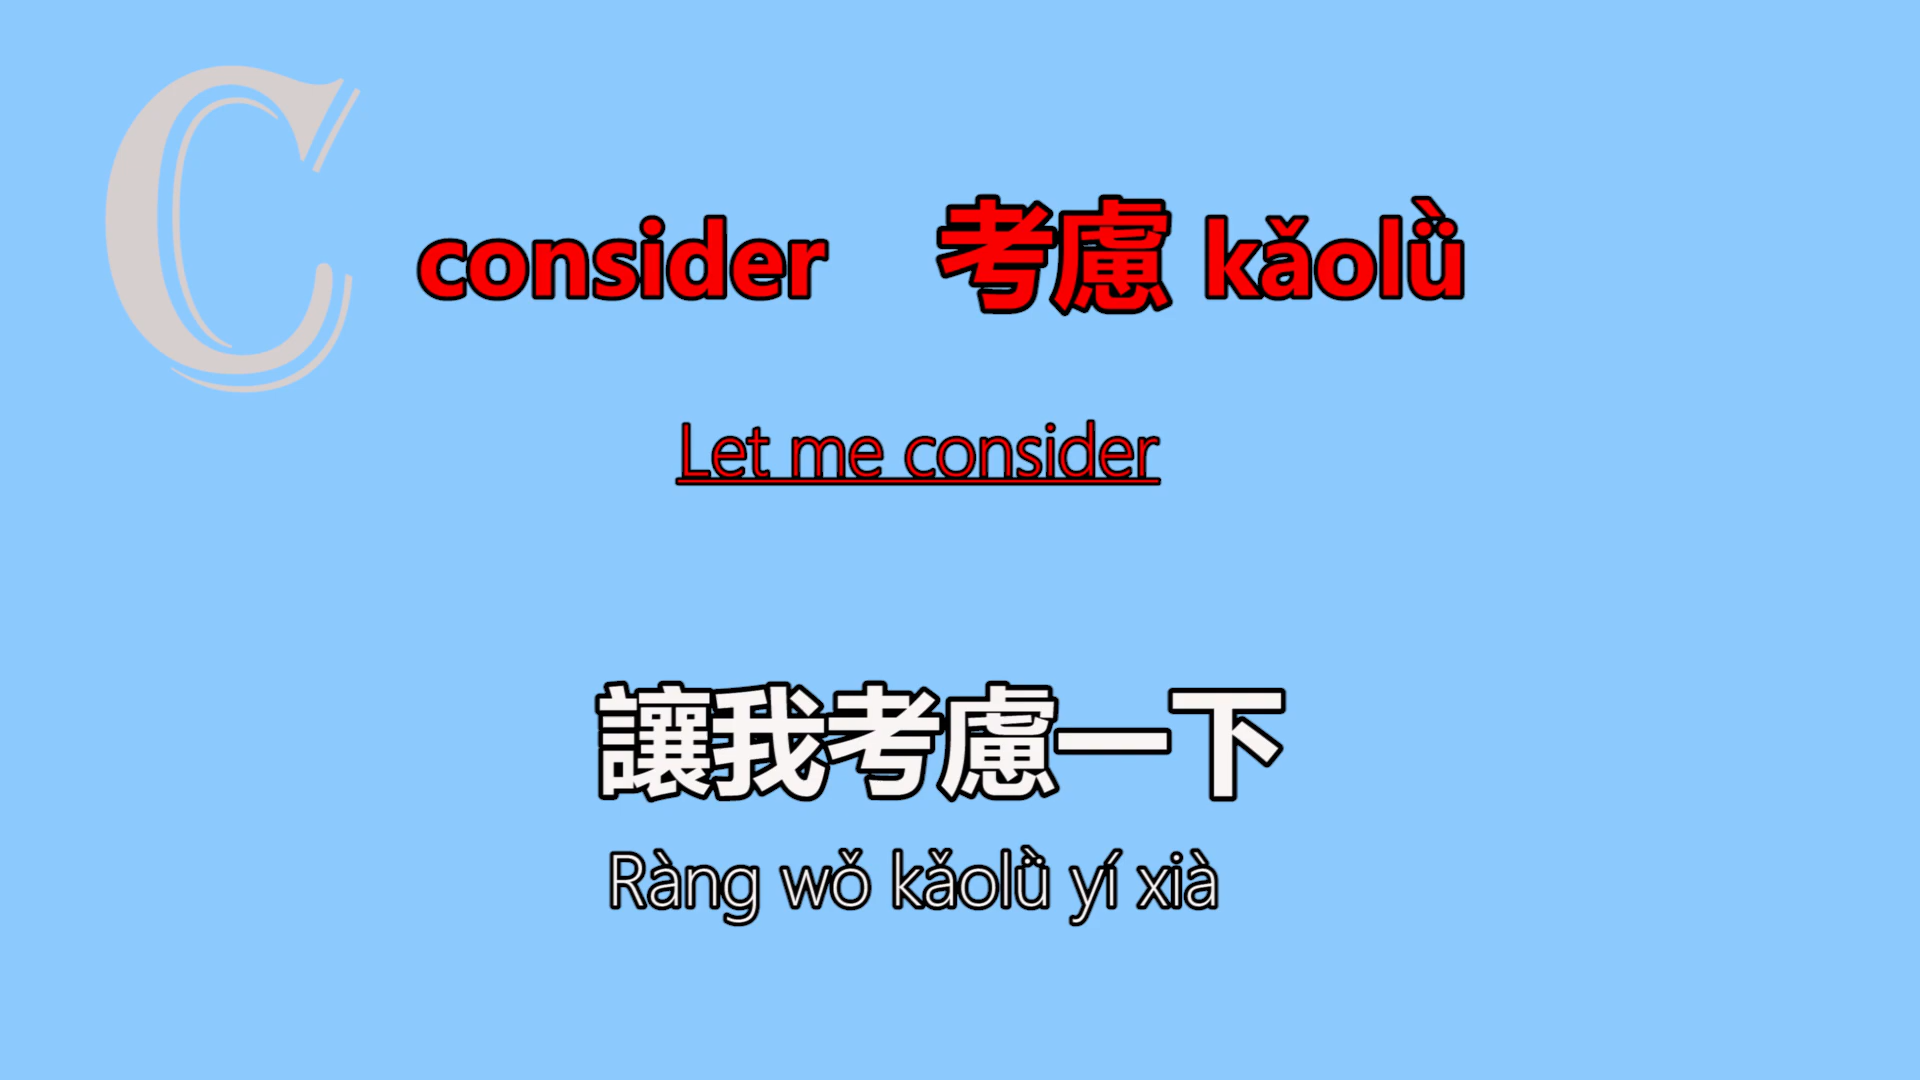 C
consider 考慮 kǎolǜ
Let me consider
讓我考慮一下
Ràng wǒ kǎolǜ yí xià